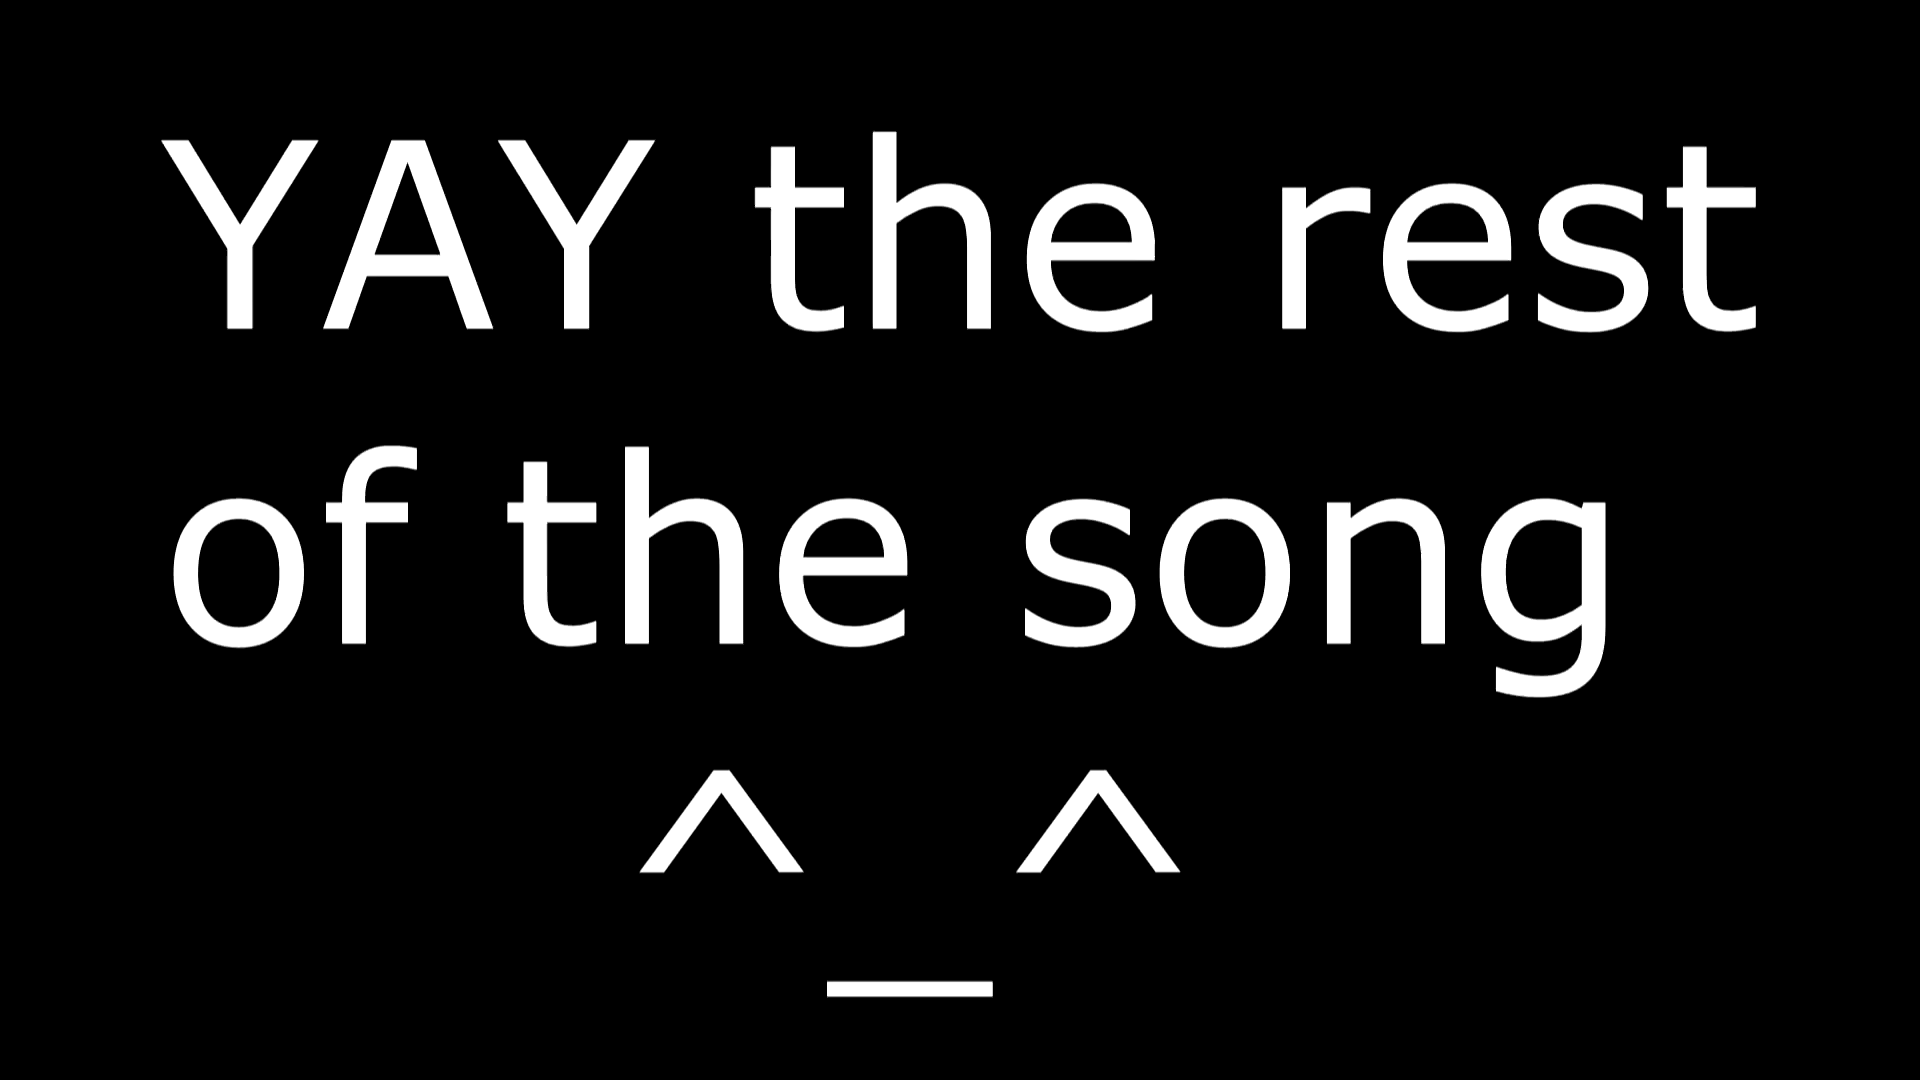 YAY the rest
of the song
^_^